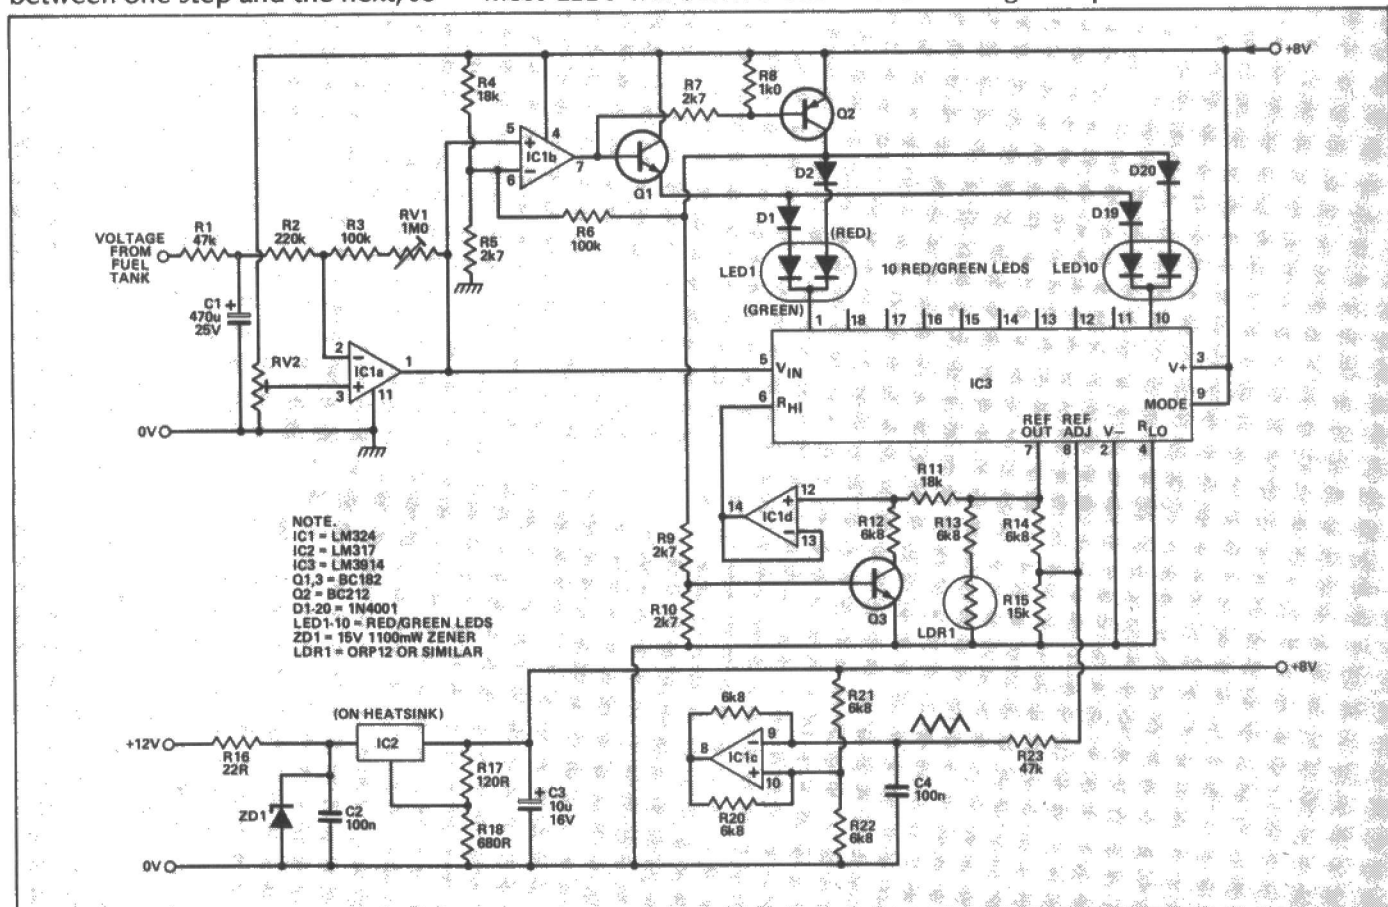 +8V
R4
18k
R7
2k7
R8
1k0
Q2
5
4
+
IC1b
−
6
7
Q1
D2
D20
R1
47k
R2
220k
R3
100k
RV1
1M0
R5
2k7
R6
100k
D1
D19
VOLTAGE
FROM
FUEL
TANK
(RED)
LED1
10 RED/GREEN LEDS
LED10
(GREEN)
C1
470u
25V
+
1
18
17
16
15
14
13
12
11
10
RV2
2
−
IC1a
+
3
1
11
5
VIN
IC3
V+
3
6
RHI
MODE
9
REF
OUT
REF
ADJ
V−
RLO
7
8
2
4
0V
R11
18k
14
12
+
IC1d
−
13
R12
6k8
R13
6k8
R14
6k8
NOTE.
IC1 = LM324
IC2 = LM317
IC3 = LM3914
Q1,3 = BC182
Q2 = BC212
D1-20 = 1N4001
LED1-10 = RED/GREEN LEDS
ZD1 = 15V 1100mW ZENER
LDR1 = ORP12 OR SIMILAR
R9
2k7
R10
2k7
Q3
LDR1
R15
15k
+8V
(ON HEATSINK)
6k8
R21
6k8
+12V
R16
22R
IC2
R17
120R
8
−
9
IC1c
+
10
R23
47k
ZD1
C2
100n
+
C3
10u
16V
R18
680R
R20
6k8
R22
6k8
C4
100n
0V